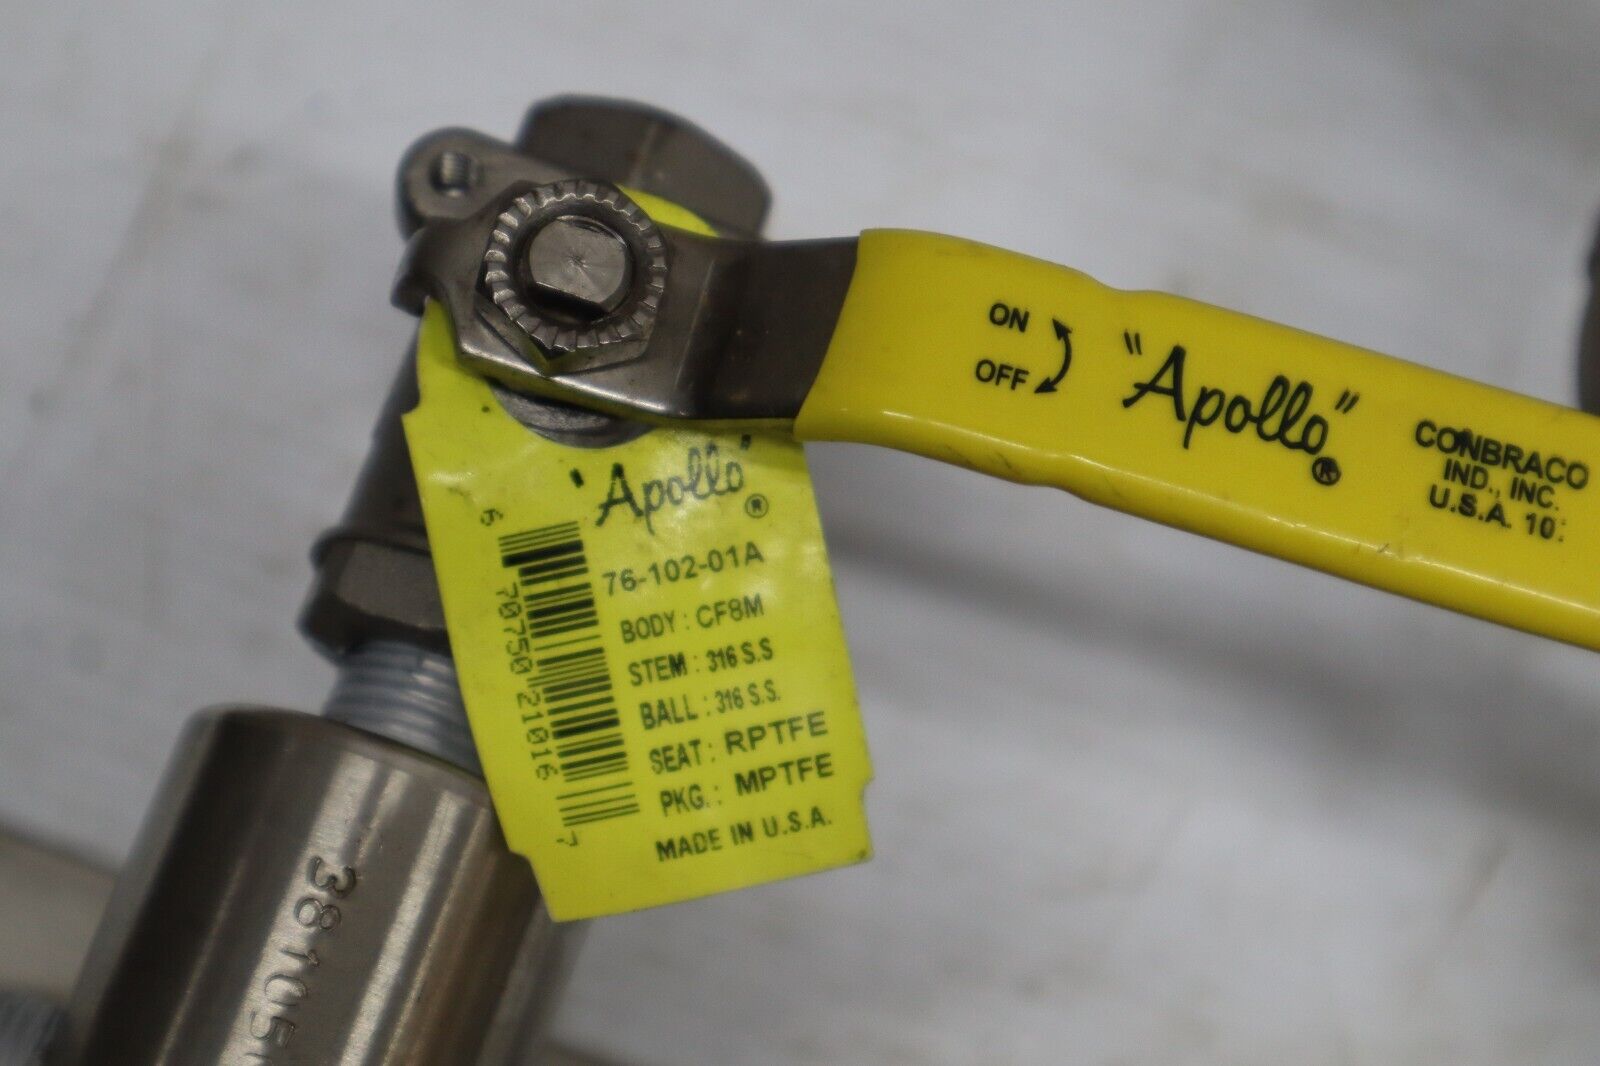 ON
OFF
"Apollo"®
CONBRACO
IND., INC.
U.S.A. 10
"Apollo"®
76-102-01A
BODY : CF8M
STEM : 316 S.S
BALL : 316 S.S.
SEAT : RPTFE
PKG. : MPTFE
MADE IN U.S.A.
6 70750 21016 7
38105